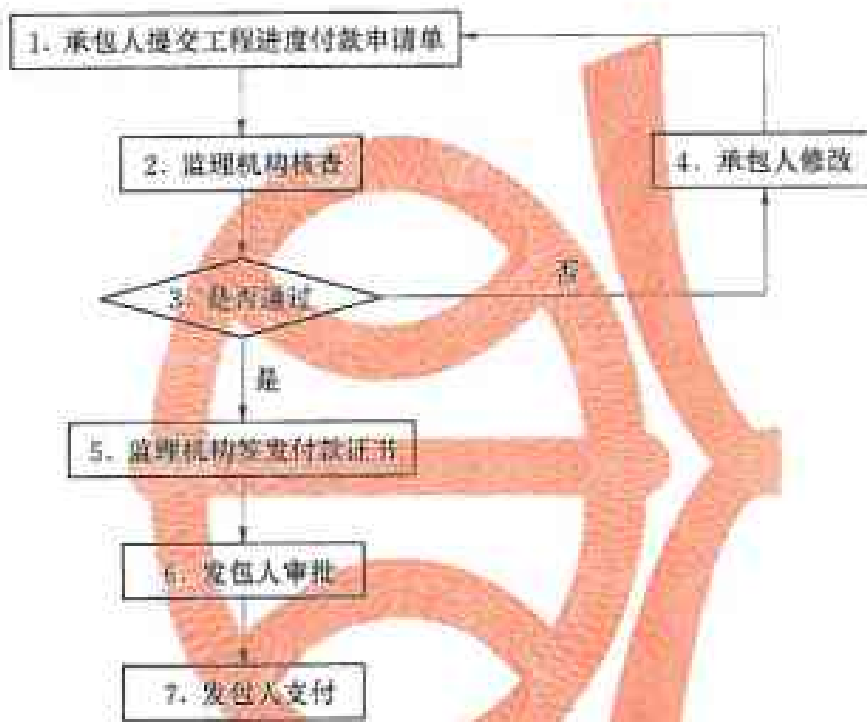 1. 承包人提交工程进度付款申请单
2. 监理机构核查
4. 承包人修改
3. 是否通过
否
是
5. 监理机构签发付款证书
6. 发包人审批
7. 发包人支付